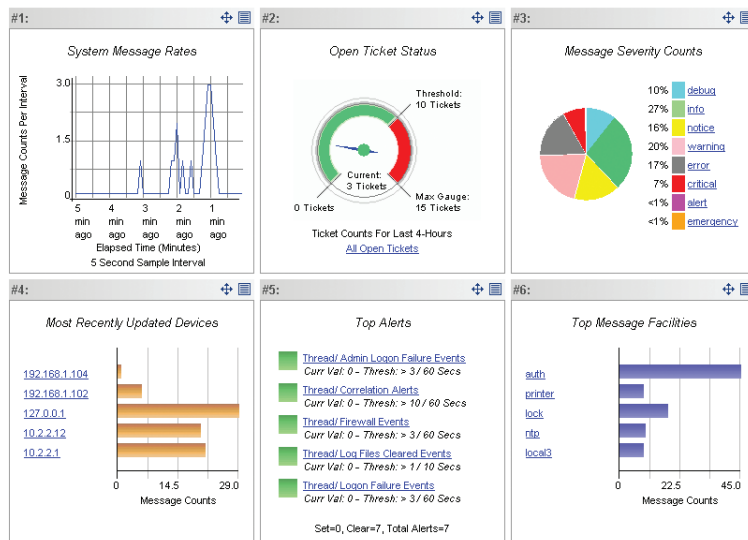 #1:
System Message Rates
Message Counts Per Interval
3.0
1.5
0
5 4 3 2 1
min min min min min
ago ago ago ago ago
Elapsed Time (Minutes)
5 Second Sample Interval
#2:
Open Ticket Status
Threshold:
10 Tickets
Current:
3 Tickets
0 Tickets
Max Gauge:
15 Tickets
Ticket Counts For Last 4-Hours
All Open Tickets
#3:
Message Severity Counts
10% debug
27% info
16% notice
20% warning
17% error
7% critical
<1% alert
<1% emergency
#4:
Most Recently Updated Devices
192.168.1.104
192.168.1.102
127.0.0.1
10.2.2.12
10.2.2.1
0 14.5 29.0
Message Counts
#5:
Top Alerts
Thread/ Admin Logon Failure Events
Curr Val: 0 - Thresh: > 3 / 60 Secs
Thread/ Correlation Alerts
Curr Val: 0 - Thresh: > 10 / 60 Secs
Thread/ Firewall Events
Curr Val: 0 - Thresh: > 3 / 60 Secs
Thread/ Log Files Cleared Events
Curr Val: 0 - Thresh: > 1 / 10 Secs
Thread/ Logon Failure Events
Curr Val: 0 - Thresh: > 3 / 60 Secs
Set=0, Clear=7, Total Alerts=7
#6:
Top Message Facilities
auth
printer
lock
ntp
local3
0 22.5 45.0
Message Counts